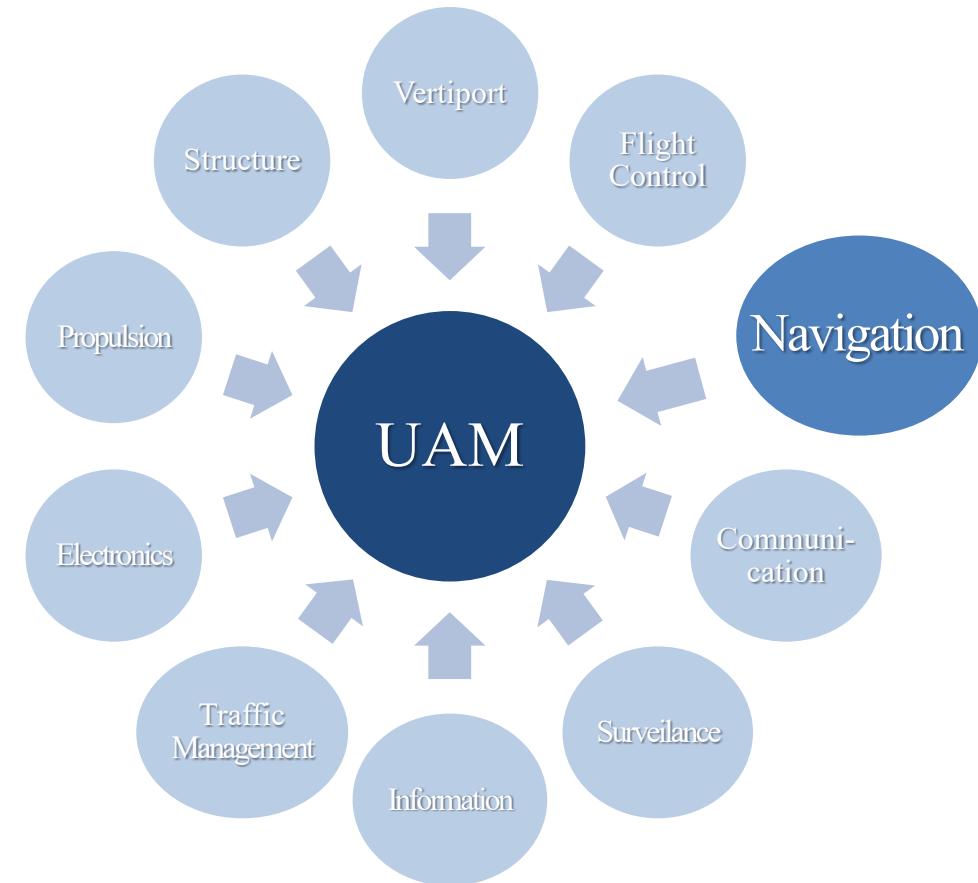 Vertiport
Structure
Flight
Control
Propulsion
Navigation
UAM
Electronics
Communi-
cation
Traffic
Management
Surveilance
Information